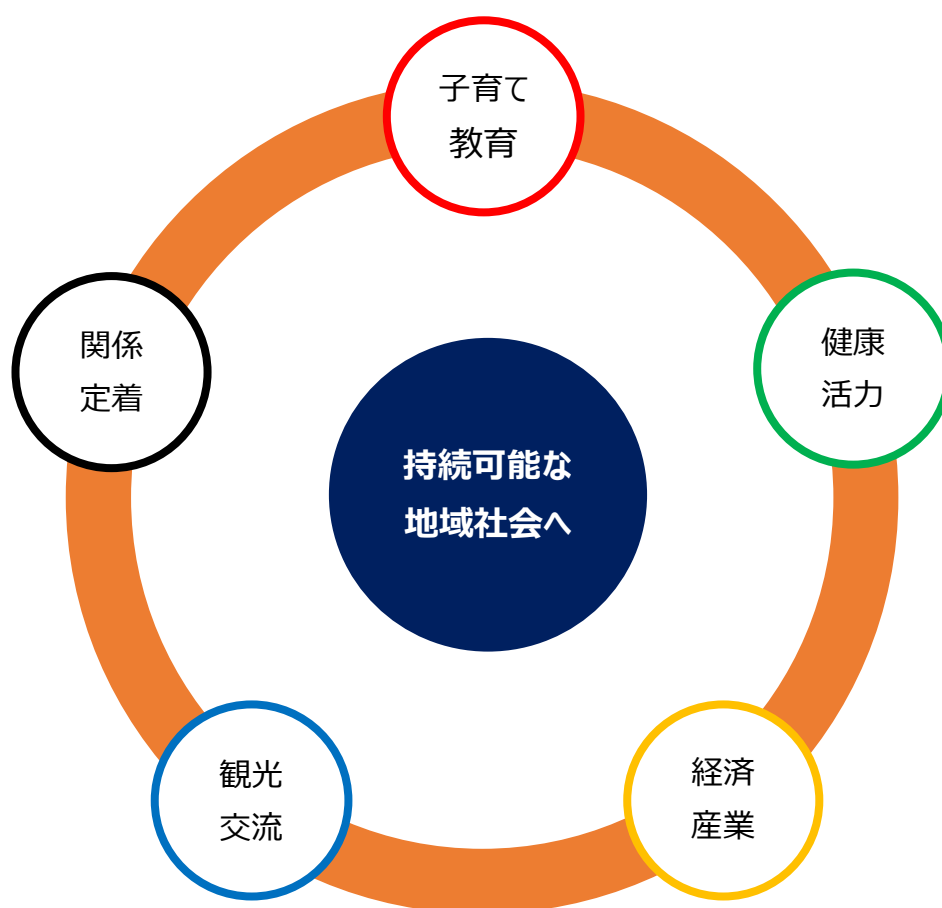 子育て
教育
健康
活力
経済
産業
観光
交流
関係
定着
持続可能な
地域社会へ